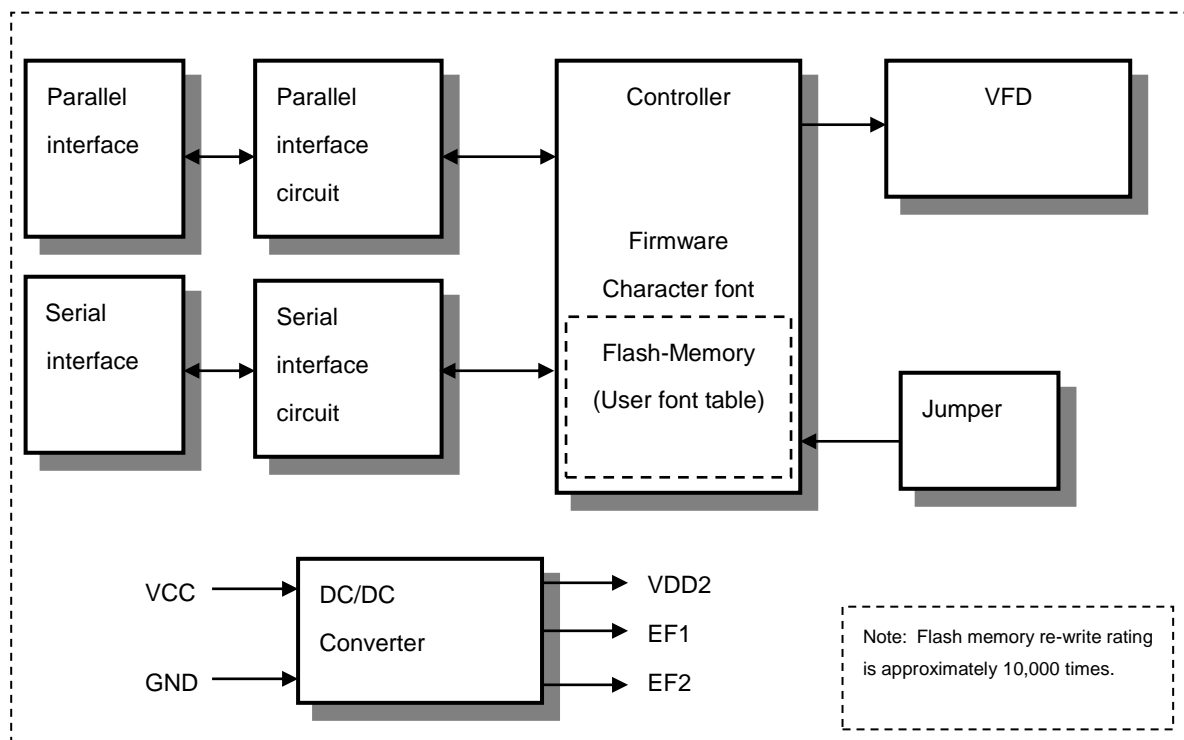 Parallel
interface
Parallel
interface
circuit
Controller
VFD
Firmware
Character font
Flash-Memory
(User font table)
Serial
interface
Serial
interface
circuit
Jumper
VCC
GND
DC/DC
Converter
VDD2
EF1
EF2
Note:  Flash memory re-write rating
is approximately 10,000 times.